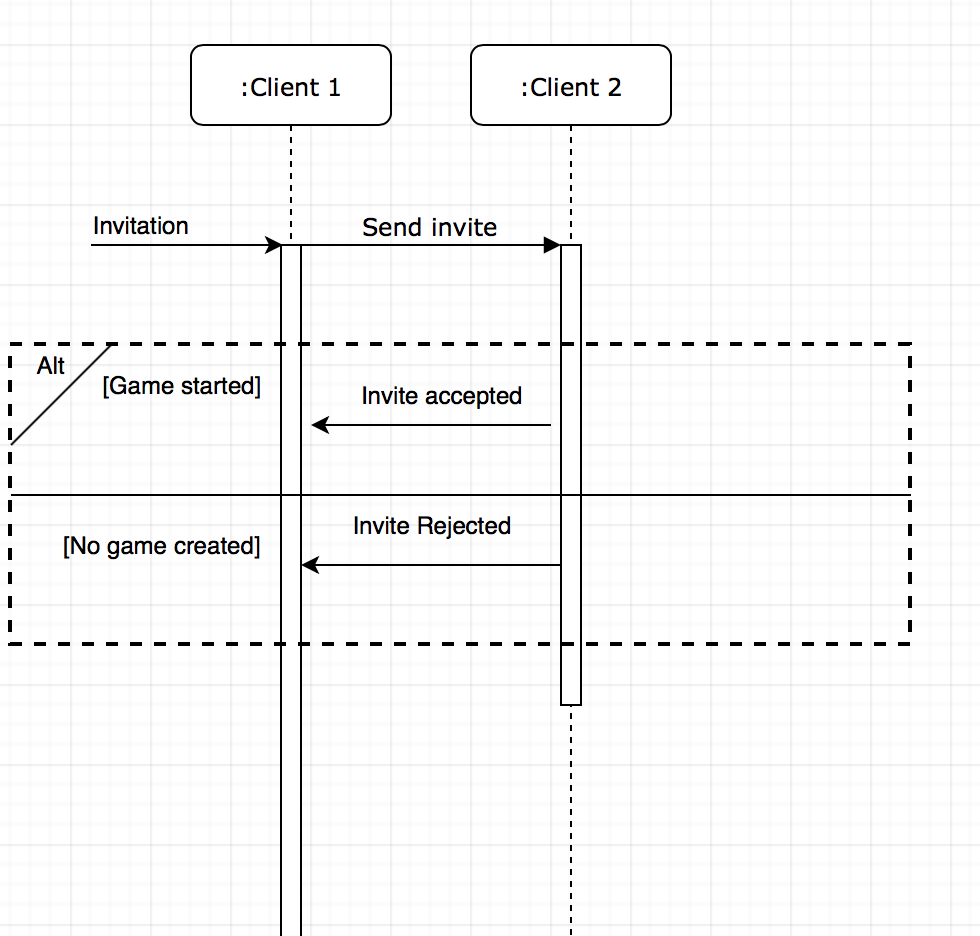 :Client 1
:Client 2
Invitation
Send invite
Alt
[Game started]
Invite accepted
Invite Rejected
[No game created]